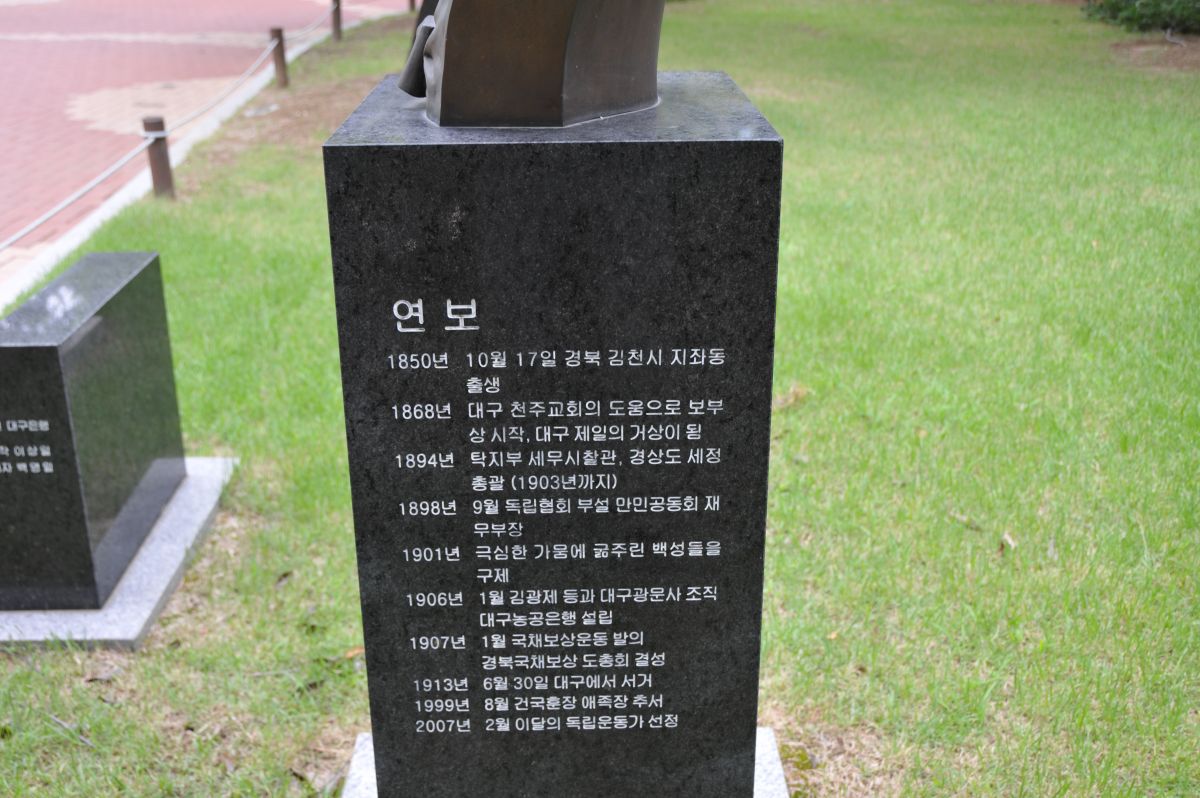 연 보
1850년 10월 17일 경북 김천시 지좌동
출생
1868년 대구 천주교회의 도움으로 보부
상 시작, 대구 제일의 거상이 됨
1894년 탁지부 세무시찰관, 경상도 세정
총괄 (1903년까지)
1898년 9월 독립협회 부설 만민공동회 재
무부장
1901년 극심한 가뭄에 굶주린 백성들을
구제
1906년 1월 김광제 등과 대구광문사 조직
대구농공은행 설립
1907년 1월 국채보상운동 발의
경북국채보상 도총회 결성
1913년 6월 30일 대구에서 서거
1999년 8월 건국훈장 애족장 추서
2007년 2월 이달의 독립운동가 선정
대구은행
이상일
백명일